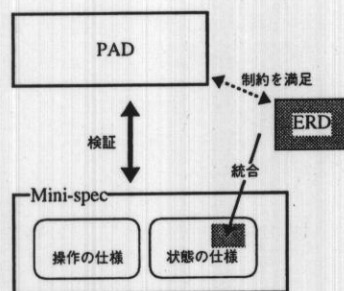 PAD
制約を満足
ERD
検証
統合
Mini-spec
操作の仕様
状態の仕様